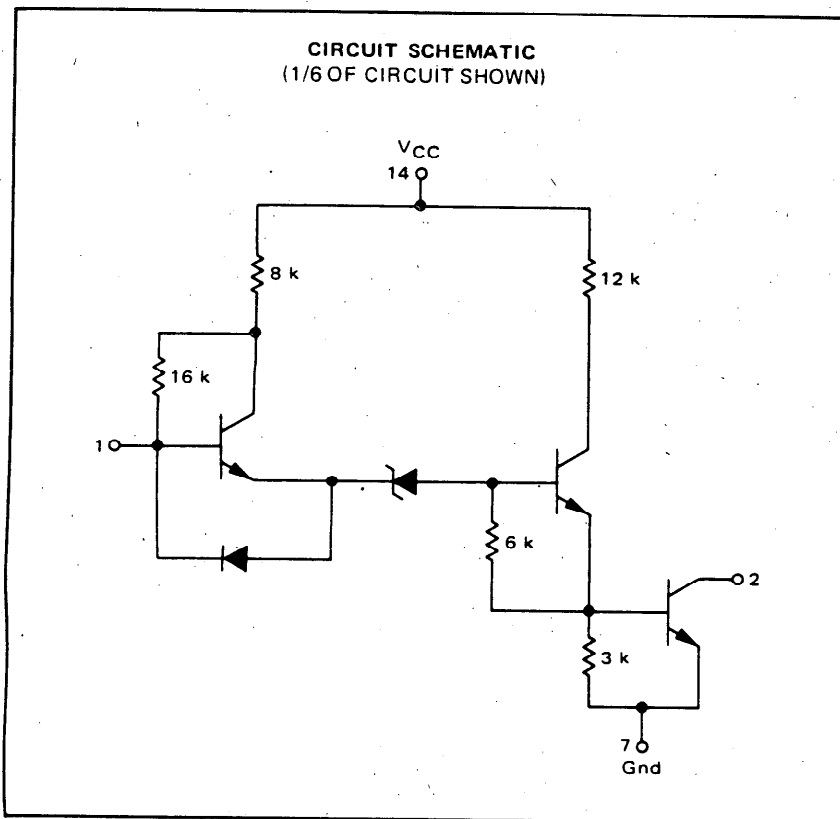 CIRCUIT SCHEMATIC
(1/6 OF CIRCUIT SHOWN)
VCC
14
8 k
12 k
16 k
1
6 k
2
3 k
7
Gnd